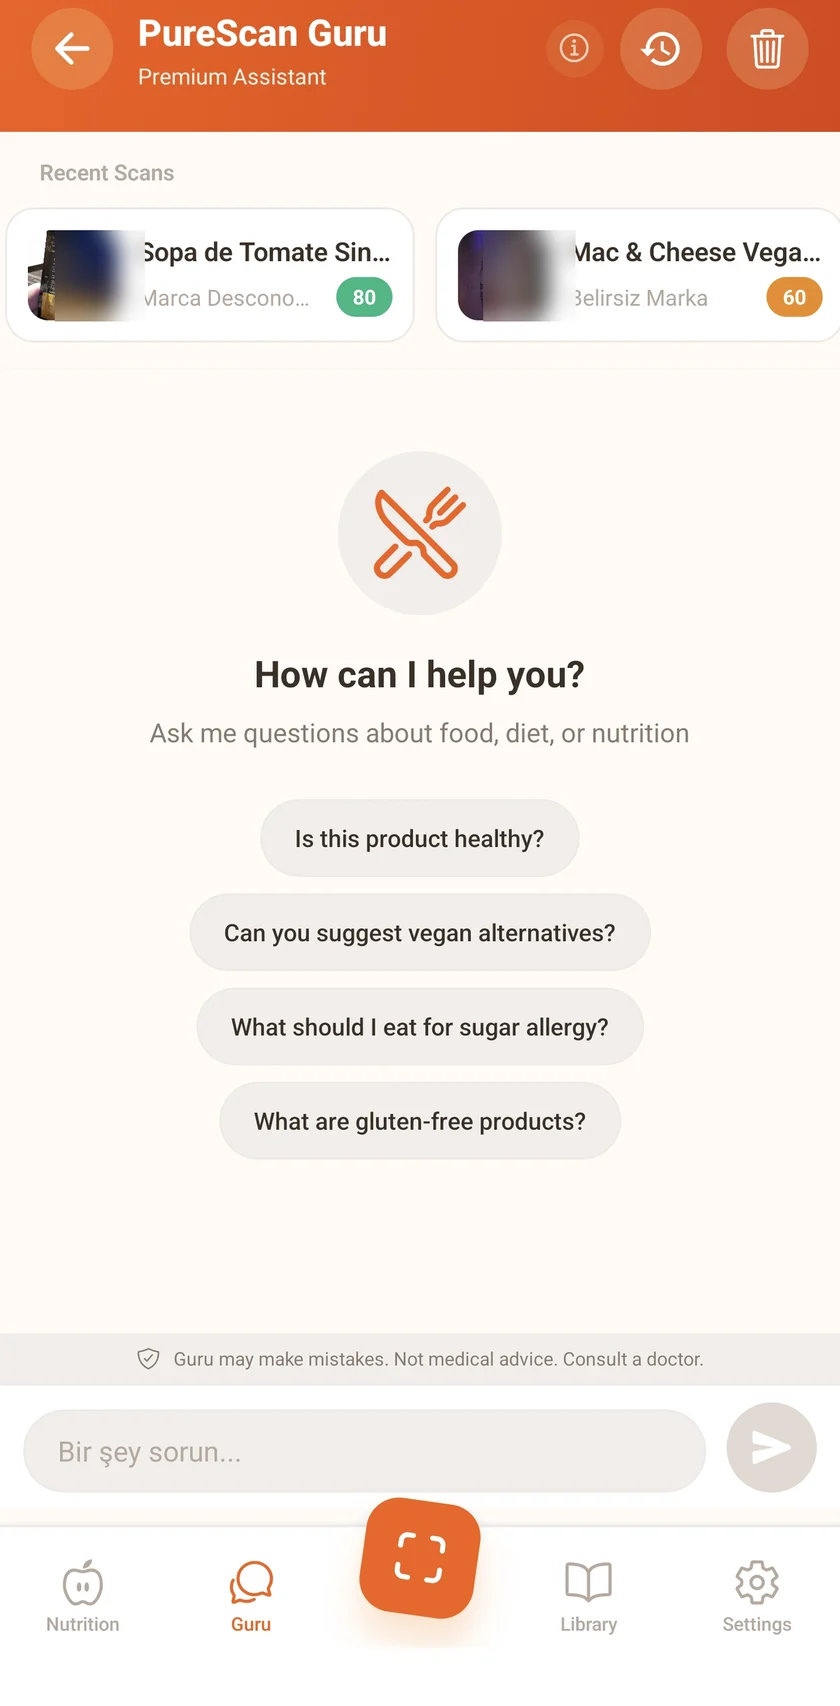 PureScan Guru
Premium Assistant
Recent Scans
Sopa de Tomate Sin...
Marca Descono...
80
Mac & Cheese Vega...
Belirsiz Marka
60
How can I help you?
Ask me questions about food, diet, or nutrition
Is this product healthy?
Can you suggest vegan alternatives?
What should I eat for sugar allergy?
What are gluten-free products?
Guru may make mistakes. Not medical advice. Consult a doctor.
Bir şey sorun...
Nutrition
Guru
Library
Settings